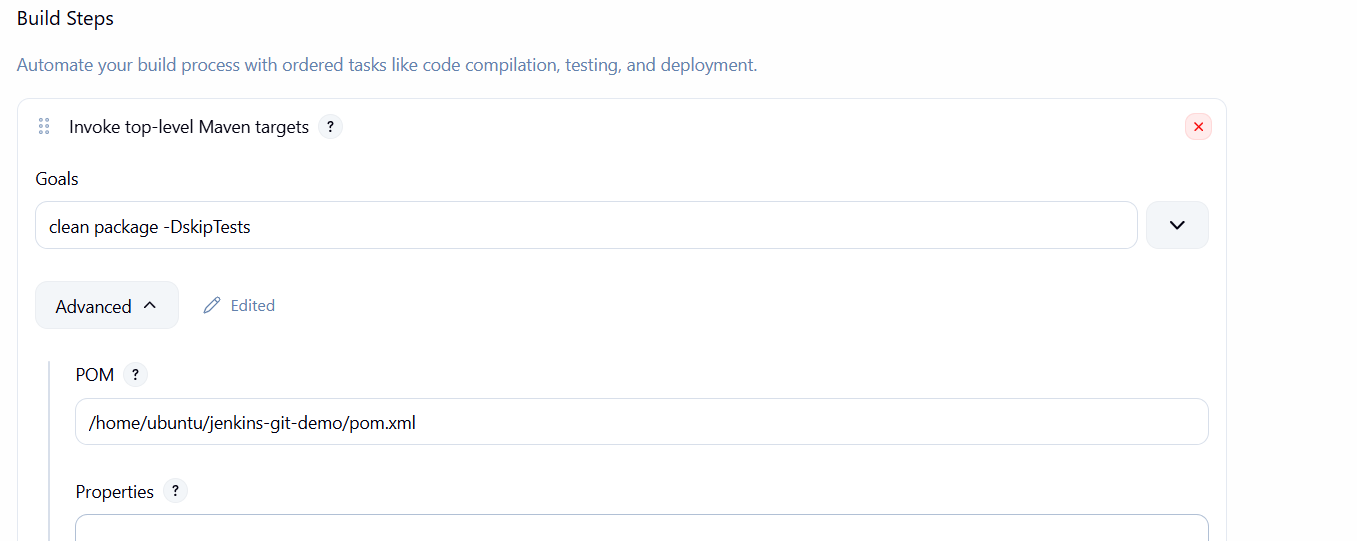 Build Steps
Automate your build process with ordered tasks like code compilation, testing, and deployment.
Invoke top-level Maven targets ?
Goals
clean package -DskipTests
Advanced Edited
POM ?
/home/ubuntu/jenkins-git-demo/pom.xml
Properties ?